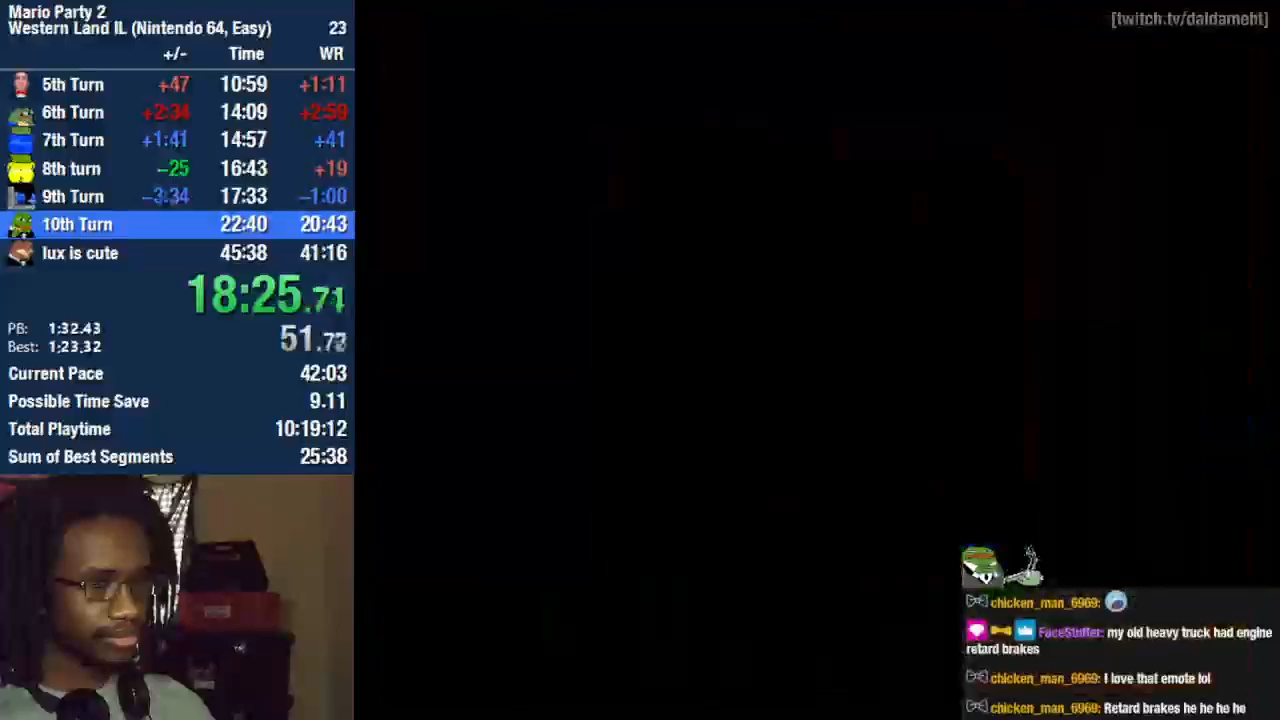 Mario Party 2
Western Land IL (Nintendo 64, Easy) 23
+/- Time WR
5th Turn +47 10:59 +1:11
6th Turn +2:34 14:09 +2:59
7th Turn +1:41 14:57 +41
8th turn −25 16:43 +19
9th Turn −3:34 17:33 −1:00
10th Turn 22:40 20:43
lux is cute 45:38 41:16
18:25.71
PB: 1:32.43
Best: 1:23.32
Current Pace 42:03
Possible Time Save 9.11
Total Playtime 10:19:12
Sum of Best Segments 25:38
[twitch.tv/daldameht]
chicken_man_6969:
FaceStuffer: my old heavy truck had engine
retard brakes
chicken_man_6969: I love that emote lol
chicken_man_6969: Retard brakes he he he he